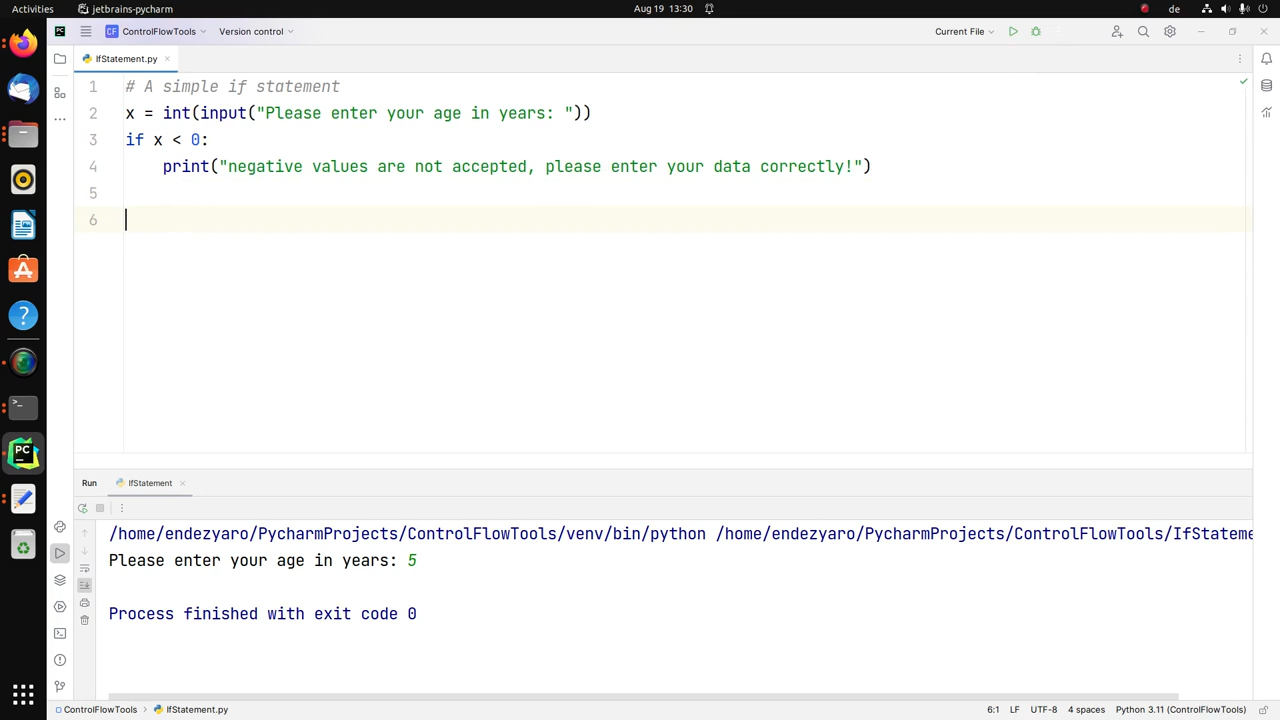 Activities jetbrains-pycharm Aug 19 13:30 de
CF ControlFlowTools Version control Current File
IfStatement.py
1 # A simple if statement
2 x = int(input("Please enter your age in years: "))
3 if x < 0:
4 print("negative values are not accepted, please enter your data correctly!")
5
6
Run IfStatement
/home/endezyaro/PycharmProjects/ControlFlowTools/venv/bin/python /home/endezyaro/PycharmProjects/ControlFlowTools/IfStateme
Please enter your age in years: 5
Process finished with exit code 0
ControlFlowTools > IfStatement.py 6:1 LF UTF-8 4 spaces Python 3.11 (ControlFlowTools)